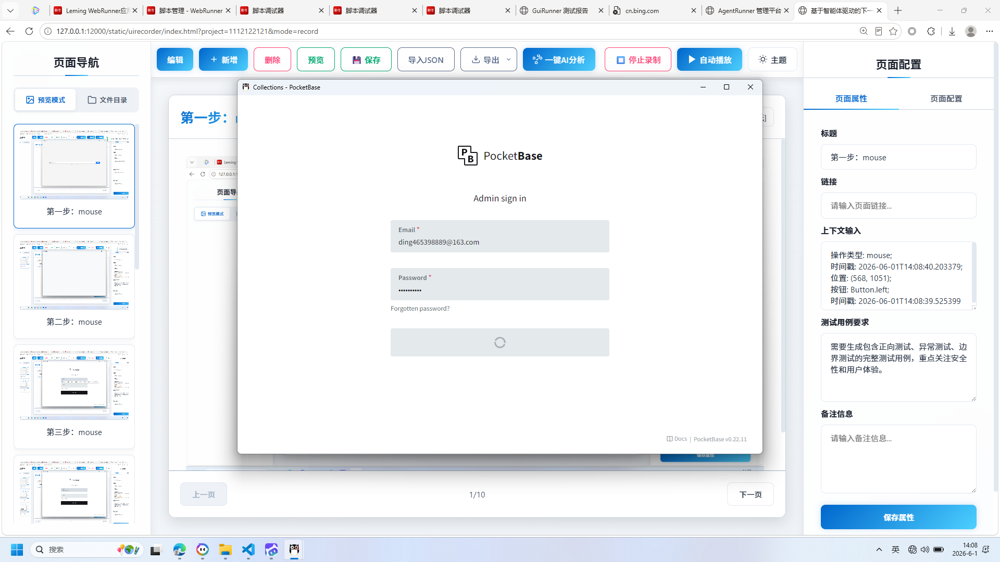 Leming WebRunner应用
脚本管理 - WebRunner
脚本调试器
脚本调试器
脚本调试器
GuiRunner 测试报告
cn.bing.com
AgentRunner 管理平台
基于智能体驱动的下一
127.0.0.1:12000/static/uirecorder/index.html?project=1112122121&mode=record
页面导航
预览模式
文件目录
第一步：mouse
第二步：mouse
第三步：mouse
编辑
新增
删除
预览
保存
导入JSON
导出
一键AI分析
停止录制
自动播放
主题
第一步：
Leming
127.0.0.1:1
页面导
预览模式
Collections - PocketBase
PB
PocketBase
Admin sign in
Email *
ding465398889@163.com
Password *
••••••••••
Forgotten password?
Docs | PocketBase v0.22.11
保存属性
上一页
1/10
下一页
页面配置
页面属性
页面配置
标题
第一步：mouse
链接
请输入页面链接...
上下文输入
操作类型: mouse;
时间戳: 2026-06-01T14:08:40.203379;
位置: (568, 1051);
按钮: Button.left;
时间戳: 2026-06-01T14:08:39.525399
测试用例要求
需要生成包含正向测试、异常测试、边
界测试的完整测试用例，重点关注安全
性和用户体验。
备注信息
请输入备注信息...
保存属性
搜索
英
14:08
2026-6-1